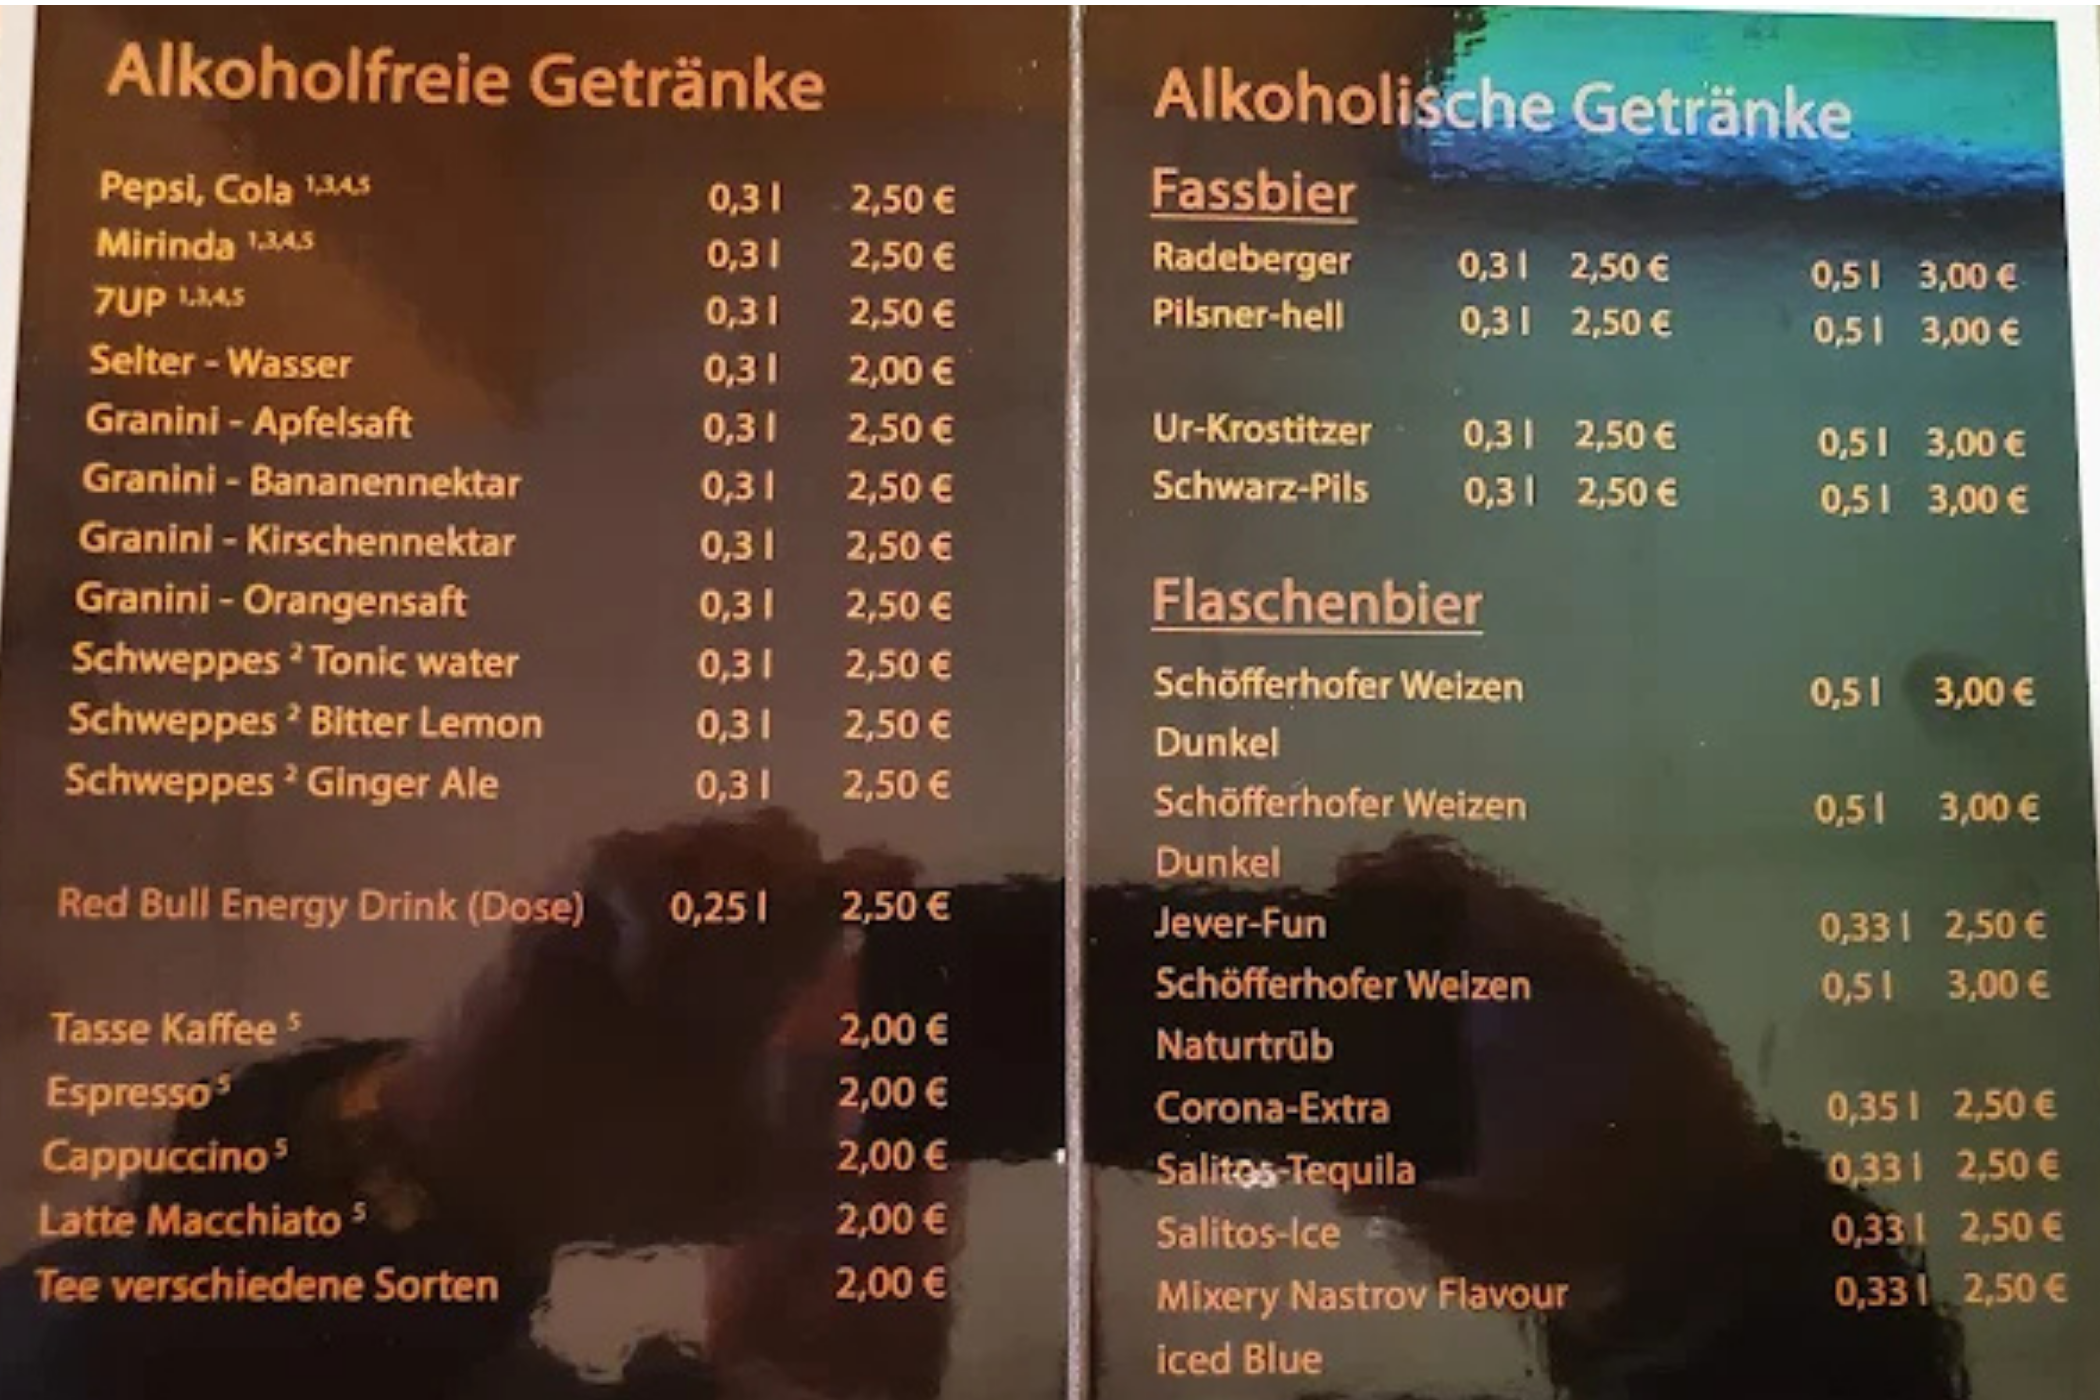 Alkoholfreie Getränke
Pepsi, Cola 1,3,4,5 0,3 l 2,50 €
Mirinda 1,3,4,5 0,3 l 2,50 €
7UP 1,3,4,5 0,3 l 2,50 €
Selter - Wasser 0,3 l 2,00 €
Granini - Apfelsaft 0,3 l 2,50 €
Granini - Bananennektar 0,3 l 2,50 €
Granini - Kirschennektar 0,3 l 2,50 €
Granini - Orangensaft 0,3 l 2,50 €
Schweppes ² Tonic water 0,3 l 2,50 €
Schweppes ² Bitter Lemon 0,3 l 2,50 €
Schweppes ² Ginger Ale 0,3 l 2,50 €
Red Bull Energy Drink (Dose) 0,25 l 2,50 €
Tasse Kaffee ⁵ 2,00 €
Espresso ⁵ 2,00 €
Cappuccino ⁵ 2,00 €
Latte Macchiato ⁵ 2,00 €
Tee verschiedene Sorten 2,00 €
Alkoholische Getränke
Fassbier
Radeberger 0,3 l 2,50 € 0,5 l 3,00 €
Pilsner-hell 0,3 l 2,50 € 0,5 l 3,00 €
Ur-Krostitzer 0,3 l 2,50 € 0,5 l 3,00 €
Schwarz-Pils 0,3 l 2,50 € 0,5 l 3,00 €
Flaschenbier
Schöfferhofer Weizen 0,5 l 3,00 €
Dunkel
Schöfferhofer Weizen 0,5 l 3,00 €
Dunkel
Jever-Fun 0,33 l 2,50 €
Schöfferhofer Weizen 0,5 l 3,00 €
Naturtrüb
Corona-Extra 0,35 l 2,50 €
Salitos-Tequila 0,33 l 2,50 €
Salitos-Ice 0,33 l 2,50 €
Mixery Nastrov Flavour 0,33 l 2,50 €
iced Blue